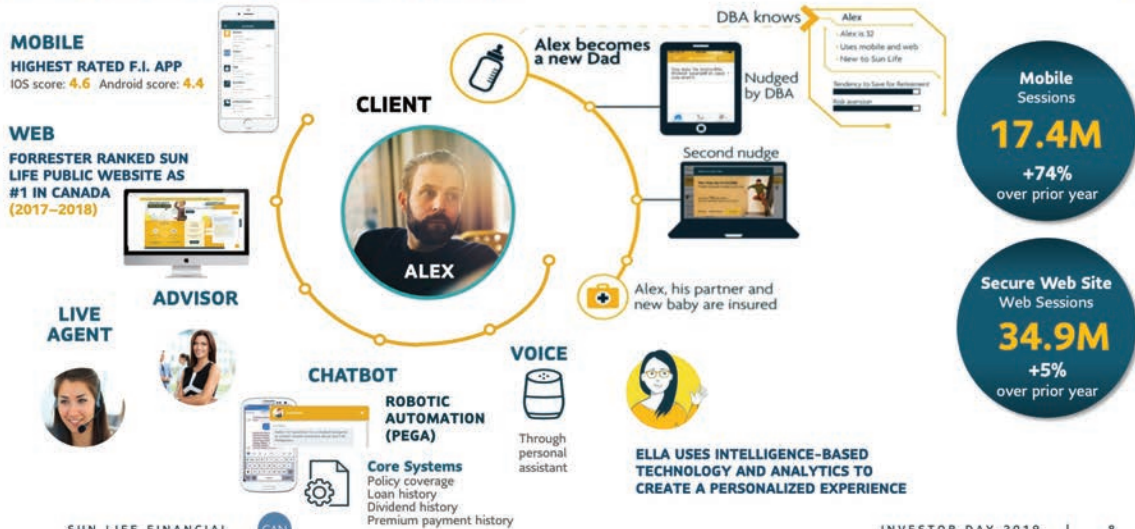 MOBILE
HIGHEST RATED F.I. APP
IOS score: 4.6 Android score: 4.4
WEB
FORRESTER RANKED SUN
LIFE PUBLIC WEBSITE AS
#1 IN CANADA
(2017–2018)
LIVE
AGENT
ADVISOR
CHATBOT
ROBOTIC
AUTOMATION
(PEGA)
Core Systems
Policy coverage
Loan history
Dividend history
Premium payment history
VOICE
Through
personal
assistant
CLIENT
ALEX
Alex becomes
a new Dad
DBA knows
Alex
- Alex is 32
- Uses mobile and web
- New to Sun Life
Tendency to Save for Retirement
Risk aversion
Nudged
by DBA
Second nudge
Alex, his partner and
new baby are insured
ELLA USES INTELLIGENCE-BASED
TECHNOLOGY AND ANALYTICS TO
CREATE A PERSONALIZED EXPERIENCE
Mobile
Sessions
17.4M
+74%
over prior year
Secure Web Site
Web Sessions
34.9M
+5%
over prior year
SUN LIFE FINANCIAL
CAN
INVESTOR DAY 2019 | 8